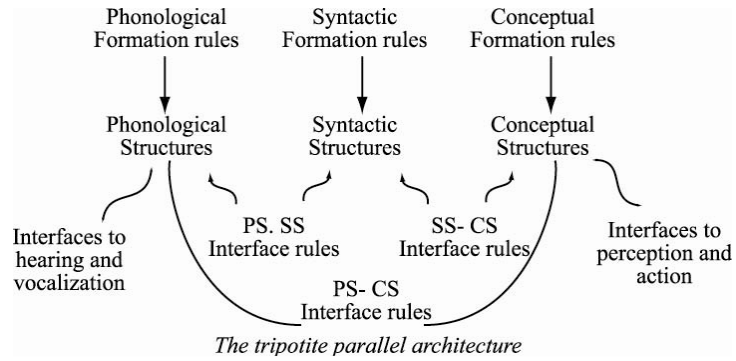 Phonological
Formation rules
Syntactic
Formation rules
Conceptual
Formation rules
Phonological
Structures
Syntactic
Structures
Conceptual
Structures
PS. SS
Interface rules
SS- CS
Interface rules
Interfaces to
hearing and
vocalization
Interfaces to
perception and
action
PS- CS
Interface rules
The tripotite parallel architecture